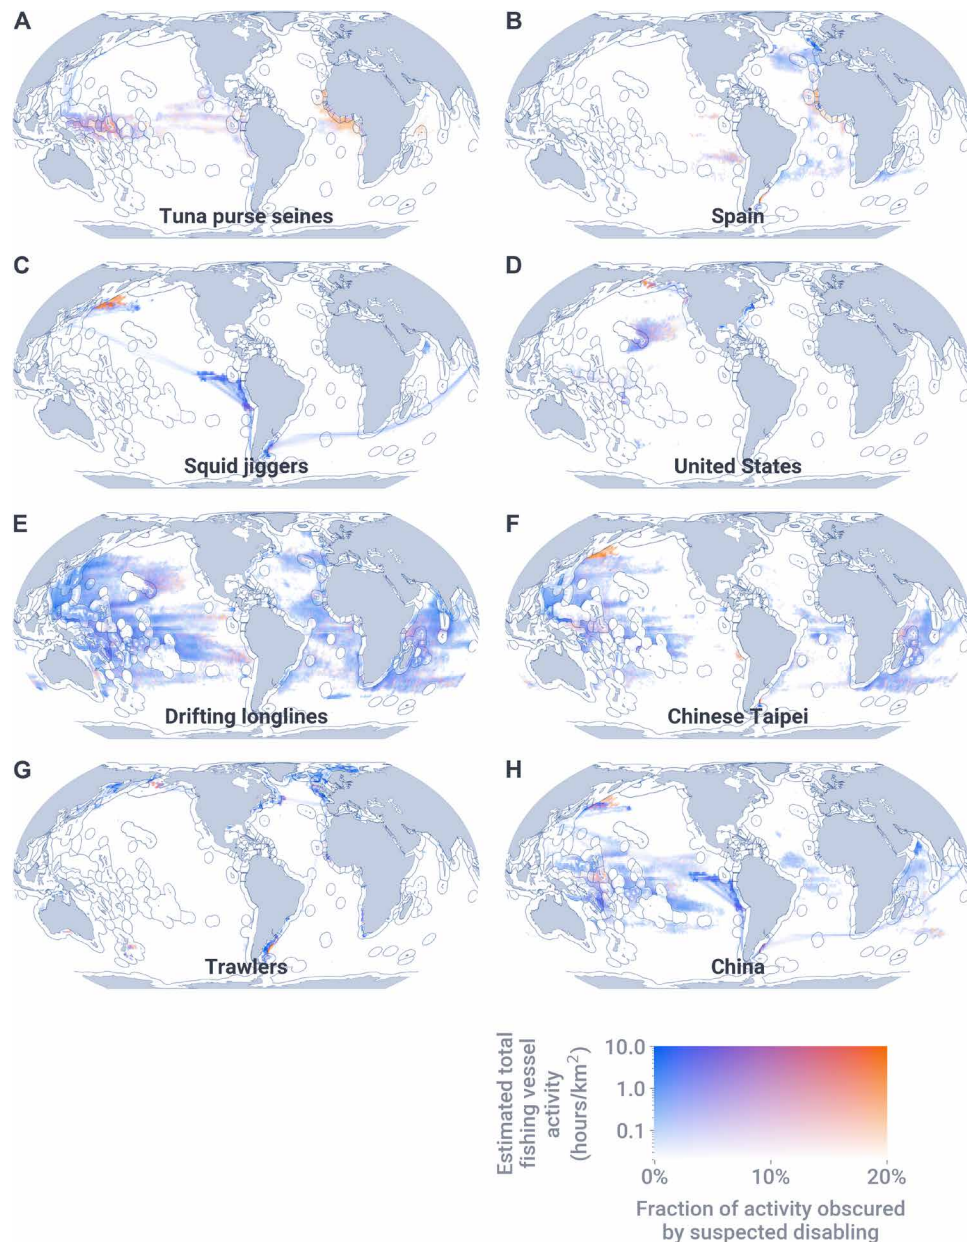 A
B
Tuna purse seines
Spain
C
D
Squid jiggers
United States
E
F
Drifting longlines
Chinese Taipei
G
H
Trawlers
China
Estimated total
fishing vessel
activity
(hours/km²)
10.0
1.0
0.1
0%
10%
20%
Fraction of activity obscured
by suspected disabling